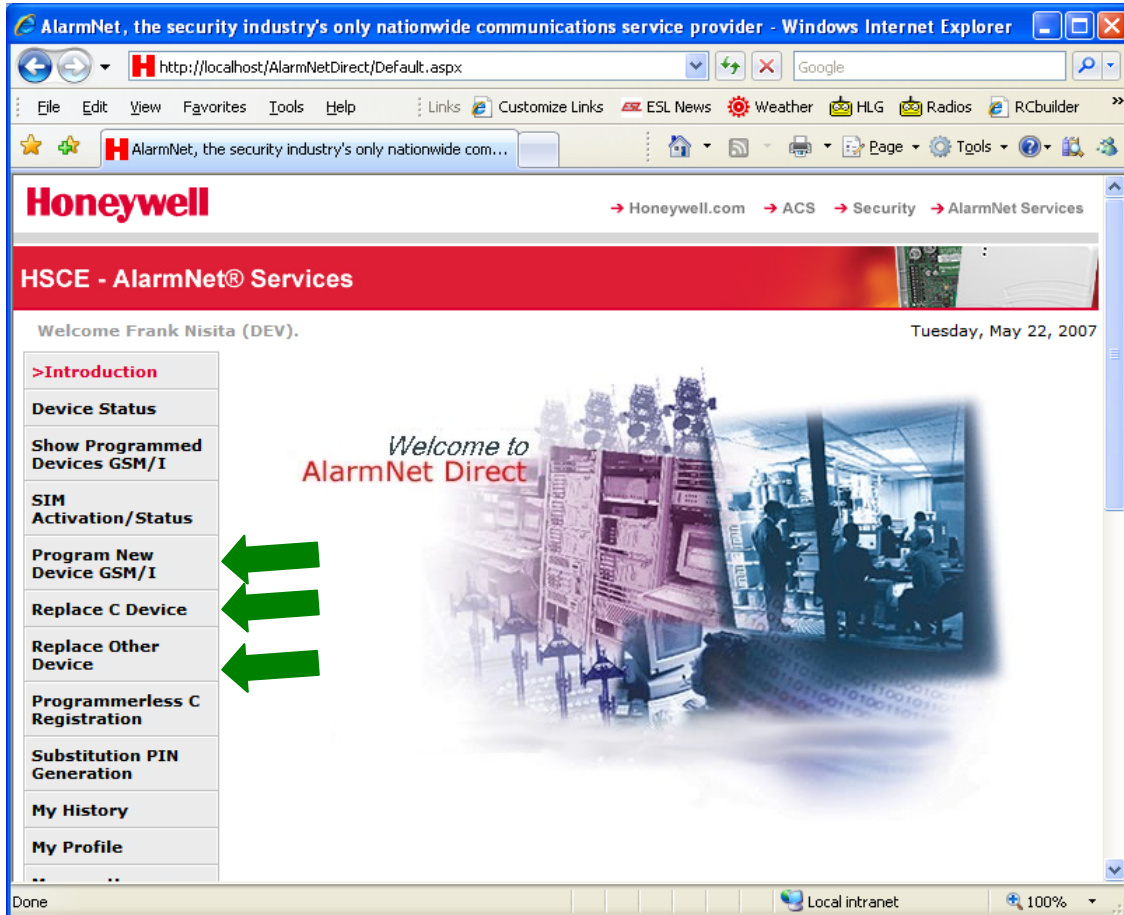 AlarmNet, the security industry's only nationwide communications service provider - Windows Internet Explorer
http://localhost/AlarmNetDirect/Default.aspx
Google
File Edit View Favorites Tools Help
Links Customize Links ESL News Weather HLG Radios RCbuilder »
AlarmNet, the security industry's only nationwide com...
Page Tools
Honeywell
Honeywell.com ACS Security AlarmNet Services
HSCE - AlarmNet® Services
Welcome Frank Nisita (DEV).
Tuesday, May 22, 2007
>Introduction
Device Status
Show Programmed
Devices GSM/I
SIM
Activation/Status
Program New
Device GSM/I
Replace C Device
Replace Other
Device
Programmerless C
Registration
Substitution PIN
Generation
My History
My Profile
Welcome to
AlarmNet Direct
Done
Local intranet
100%